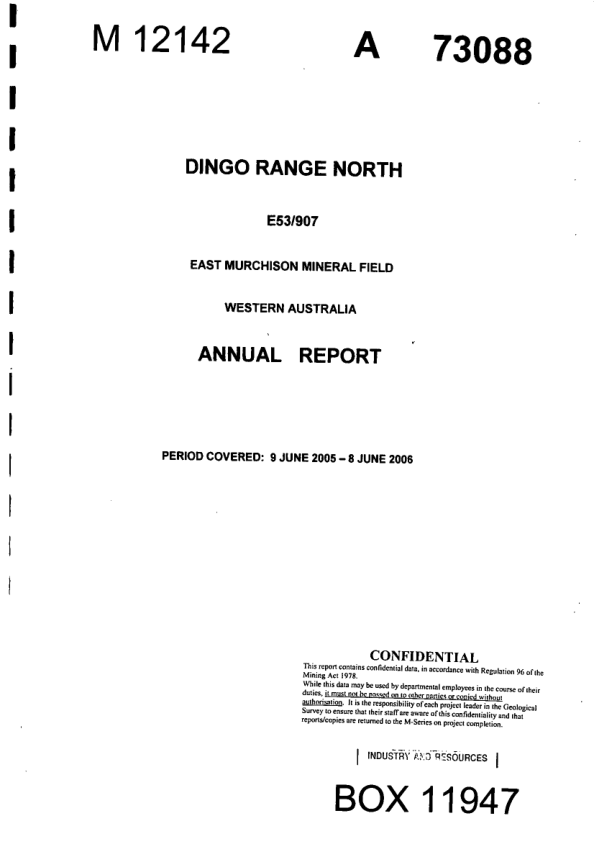 M 12142
A 73088
DINGO RANGE NORTH
E53/907
EAST MURCHISON MINERAL FIELD
WESTERN AUSTRALIA
ANNUAL REPORT
PERIOD COVERED: 9 JUNE 2005 – 8 JUNE 2006
CONFIDENTIAL
This report contains confidential data, in accordance with Regulation 96 of the
Mining Act 1978.
While this data may be used by departmental employees in the course of their
duties, it must not be passed on to other parties or copied without
authorisation. It is the responsibility of each project leader in the Geological
Survey to ensure that their staff are aware of this confidentiality and that
reports/copies are returned to the M-Series on project completion.
INDUSTRY AND RESOURCES
BOX 11947